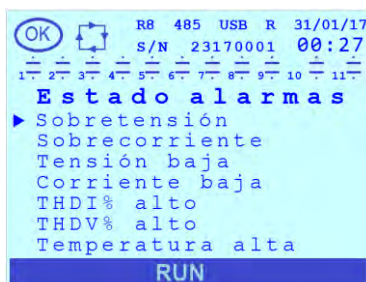 OK R8 485 USB R 31/01/17
S/N 23170001 00:27
1 2 3 4 5 6 7 8 9 10 11
Estado alarmas
Sobretensión
Sobrecorriente
Tensión baja
Corriente baja
THDI% alto
THDV% alto
Temperatura alta
RUN